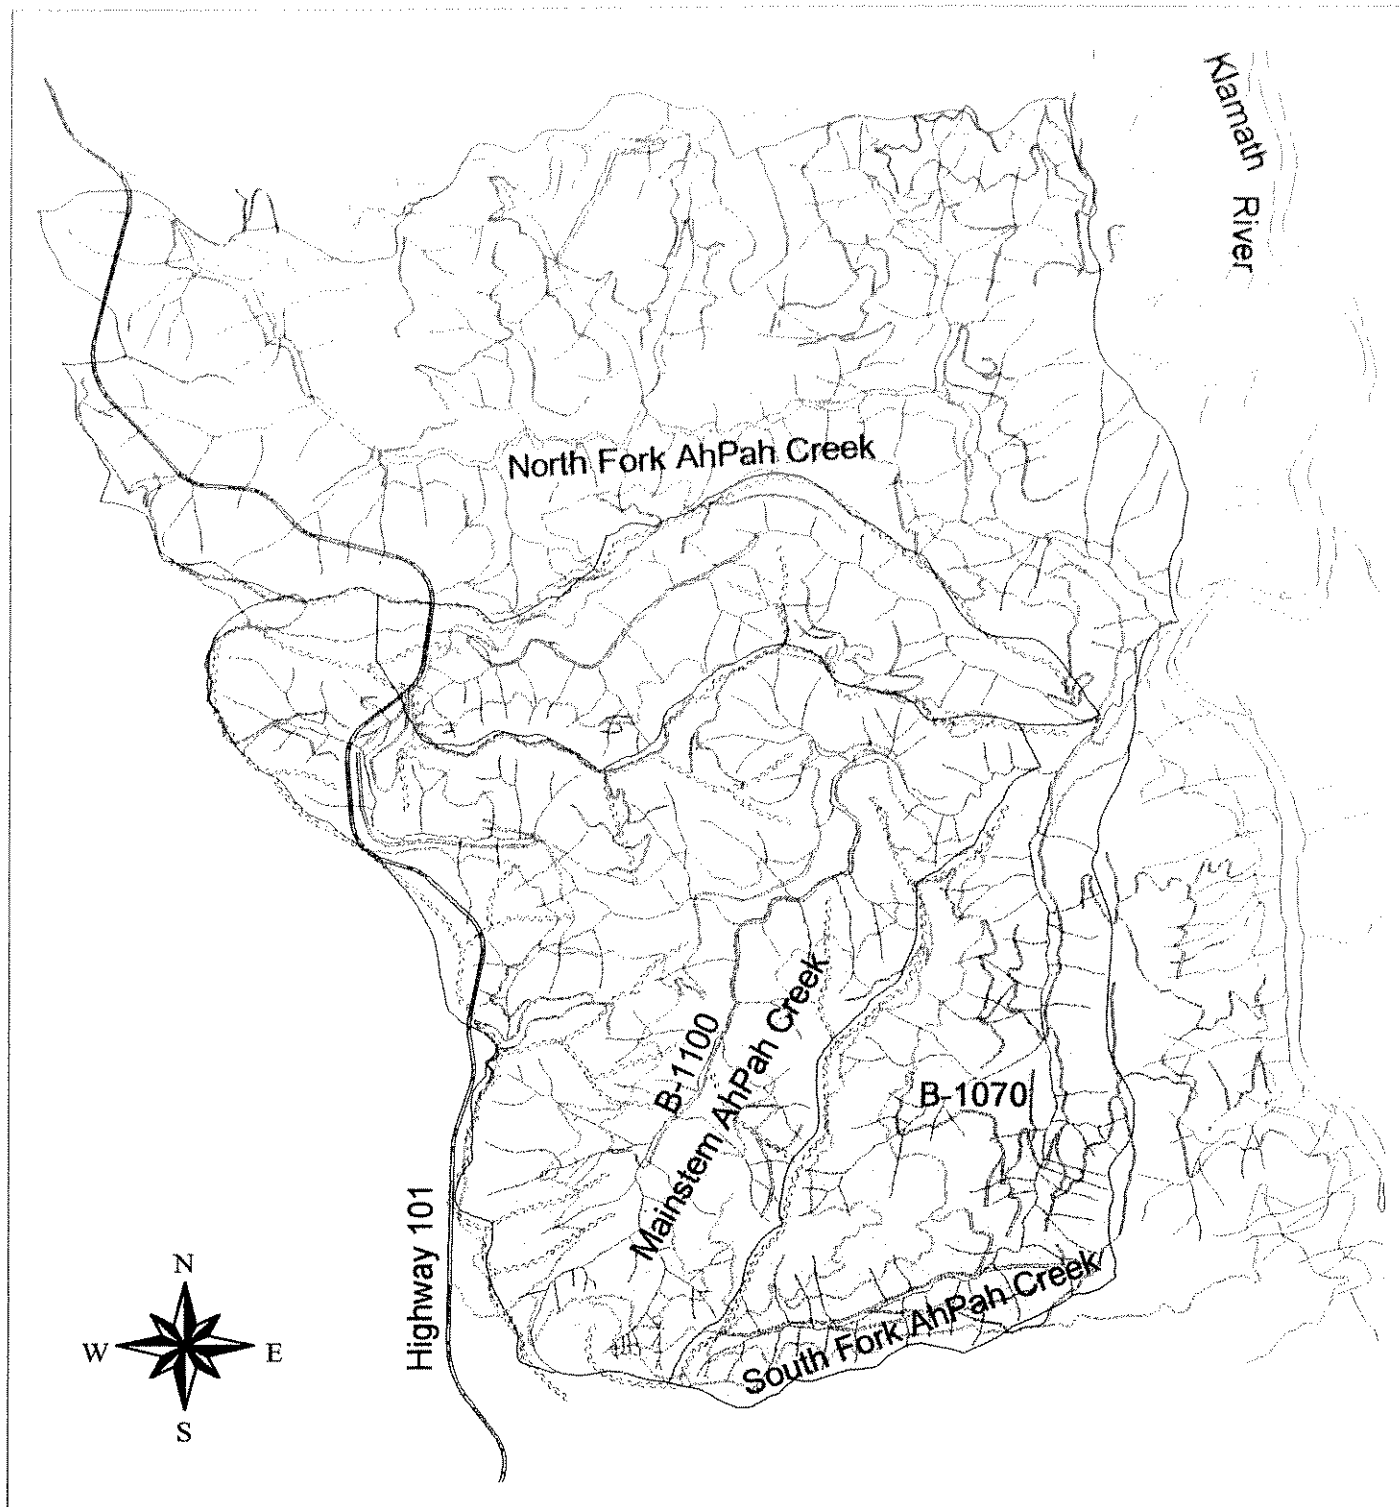 Klamath River
North Fork AhPah Creek
B-1100
Mainstem AhPah Creek
B-1070
Highway 101
South Fork AhPah Creek
N
W
E
S